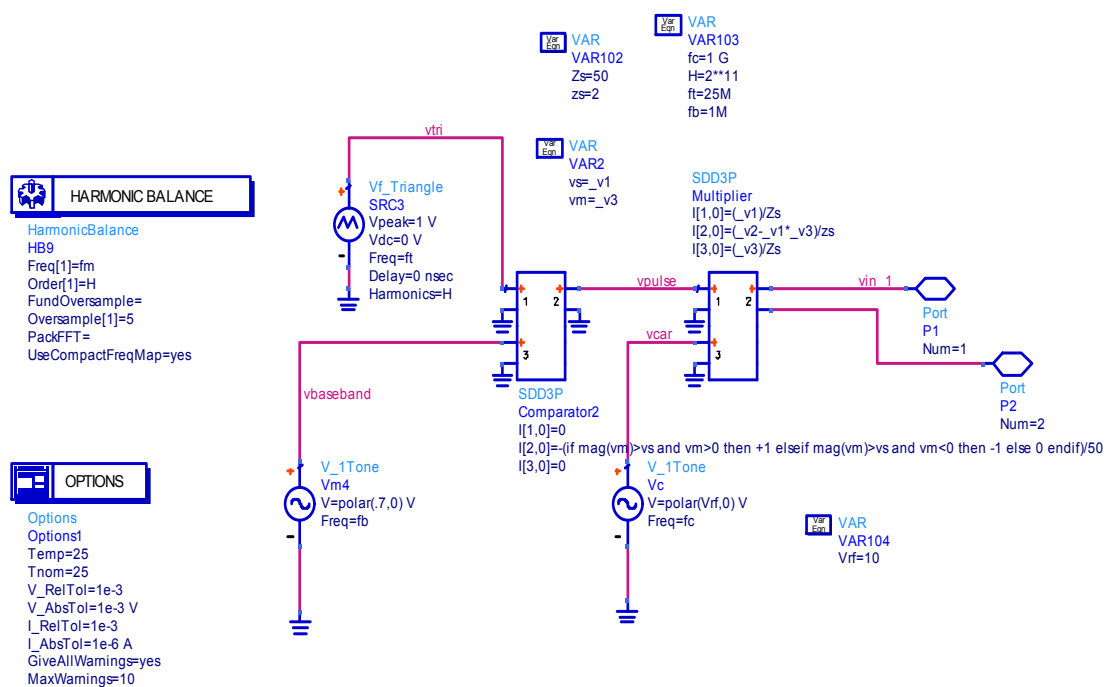 Var
Eqn
VAR
VAR102
Zs=50
zs=2
Var
Eqn
VAR
VAR103
fc=1 G
H=2**11
ft=25M
fb=1M
vtri
Var
Eqn
VAR
VAR2
vs=_v1
vm=_v3
HARMONIC BALANCE
HarmonicBalance
HB9
Freq[1]=fm
Order[1]=H
FundOversample=
Oversample[1]=5
PackFFT=
UseCompactFreqMap=yes
Vf_Triangle
SRC3
Vpeak=1 V
Vdc=0 V
Freq=ft
Delay=0 nsec
Harmonics=H
SDD3P
Multiplier
I[1,0]=(_v1)/Zs
I[2,0]=(_v2-_v1*_v3)/zs
I[3,0]=(_v3)/Zs
1
2
3
vpulse
1
2
3
vin_1
Port
P1
Num=1
vcar
Port
P2
Num=2
vbaseband
SDD3P
Comparator2
I[1,0]=0
I[2,0]=-(if mag(vm)>vs and vm>0 then +1 elseif mag(vm)>vs and vm<0 then -1 else 0 endif)/50
I[3,0]=0
V_1Tone
Vm4
V=polar(.7,0) V
Freq=fb
V_1Tone
Vc
V=polar(Vrf,0) V
Freq=fc
Var
Eqn
VAR
VAR104
Vrf=10
OPTIONS
Options
Options1
Temp=25
Tnom=25
V_RelTol=1e-3
V_AbsTol=1e-3 V
I_RelTol=1e-3
I_AbsTol=1e-6 A
GiveAllWarnings=yes
MaxWarnings=10